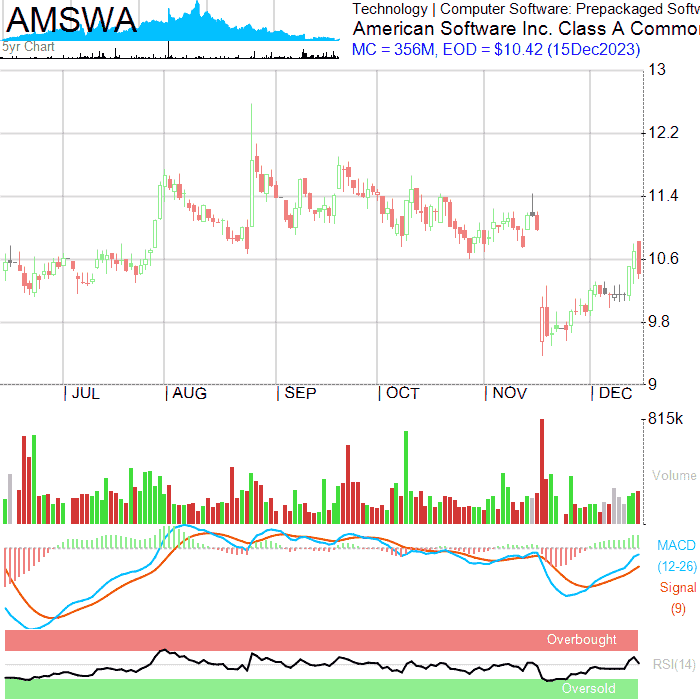 AMSWA
5yr Chart
Technology | Computer Software: Prepackaged Softw
American Software Inc. Class A Common
MC = 356M, EOD = $10.42 (15Dec2023)
13
12.2
11.4
10.6
9.8
9
| JUL | AUG | SEP | OCT | NOV | DEC
815k
Volume
MACD
(12-26)
Signal
(9)
Overbought
RSI(14)
Oversold